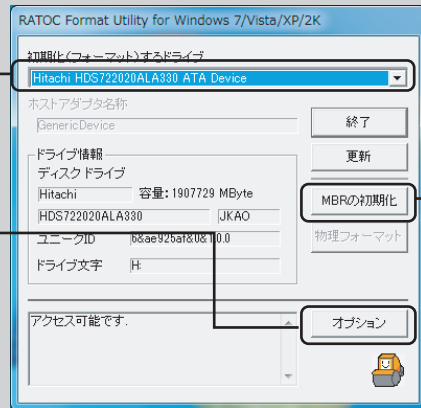 RATOC Format Utility for Windows 7/Vista/XP/2K
初期化(フォーマット)するドライブ
Hitachi HDS722020ALA330 ATA Device
ホストアダプタ名称
GenericDevice
終了
ドライブ情報
更新
ディスクドライブ
Hitachi 容量: 1907729 MByte
MBRの初期化
HDS722020ALA330 JKAO
ユニークID 6&ae925af&0&1.0.0
物理フォーマット
ドライブ文字 H:
アクセス可能です.
オプション